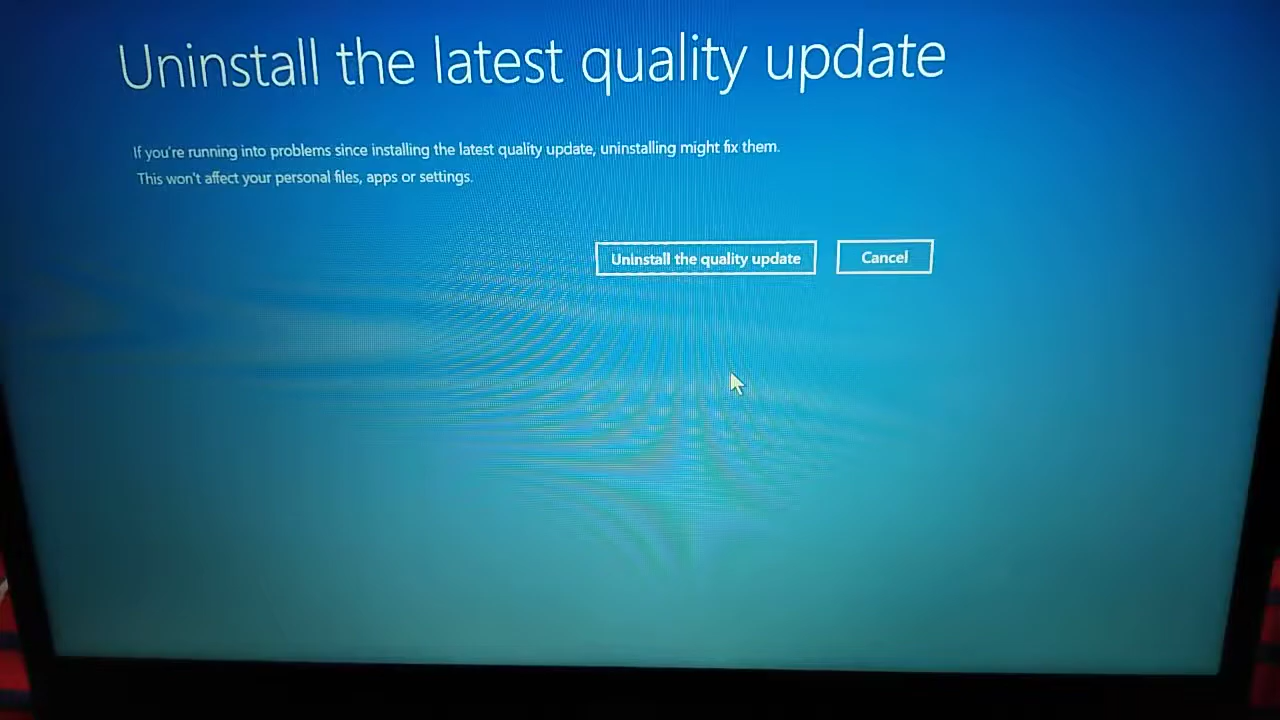 Uninstall the latest quality update
If you're running into problems since installing the latest quality update, uninstalling might fix them.
This won't affect your personal files, apps or settings.
Uninstall the quality update Cancel